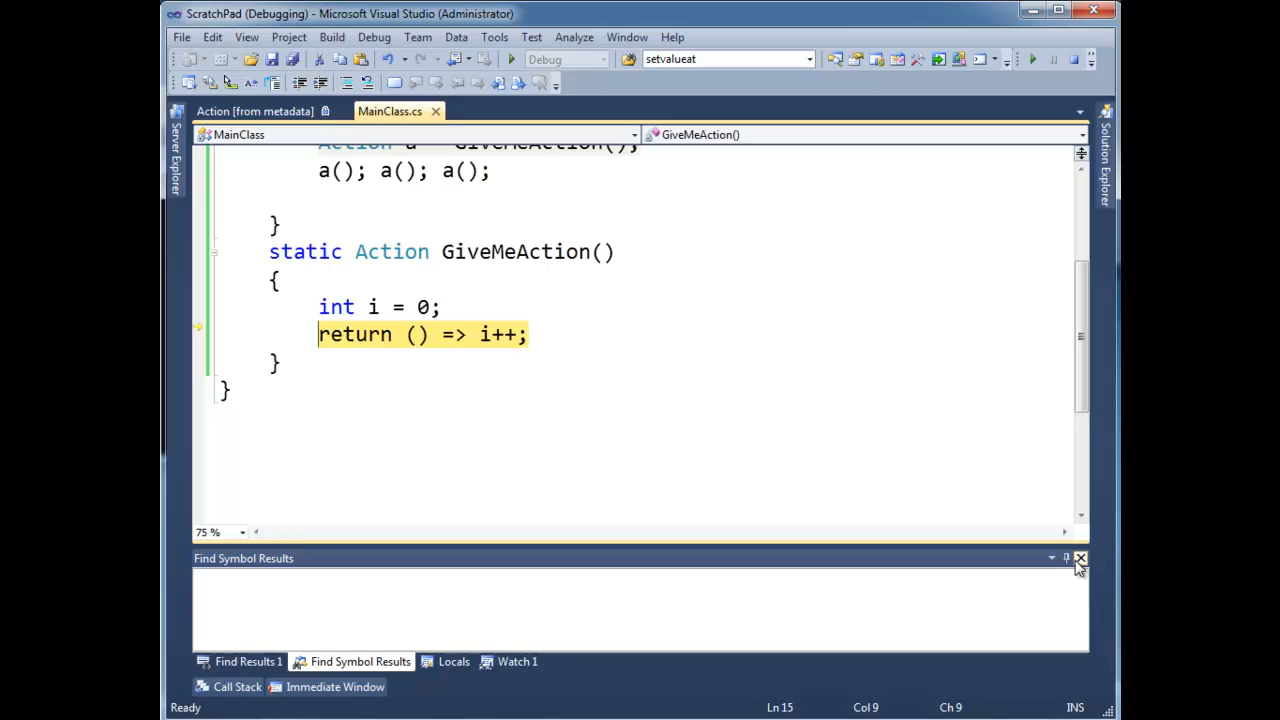 ScratchPad (Debugging) - Microsoft Visual Studio (Administrator)
File Edit View Project Build Debug Team Data Tools Test Analyze Window Help
Debug setvalueat
Action [from metadata] MainClass.cs
MainClass GiveMeAction()
Action a = GiveMeAction();
a(); a(); a();
}
static Action GiveMeAction()
{
int i = 0;
return () => i++;
}
}
Server Explorer
Solution Explorer
75 %
Find Symbol Results
Find Results 1 Find Symbol Results Locals Watch 1
Call Stack Immediate Window
Ready Ln 15 Col 9 Ch 9 INS